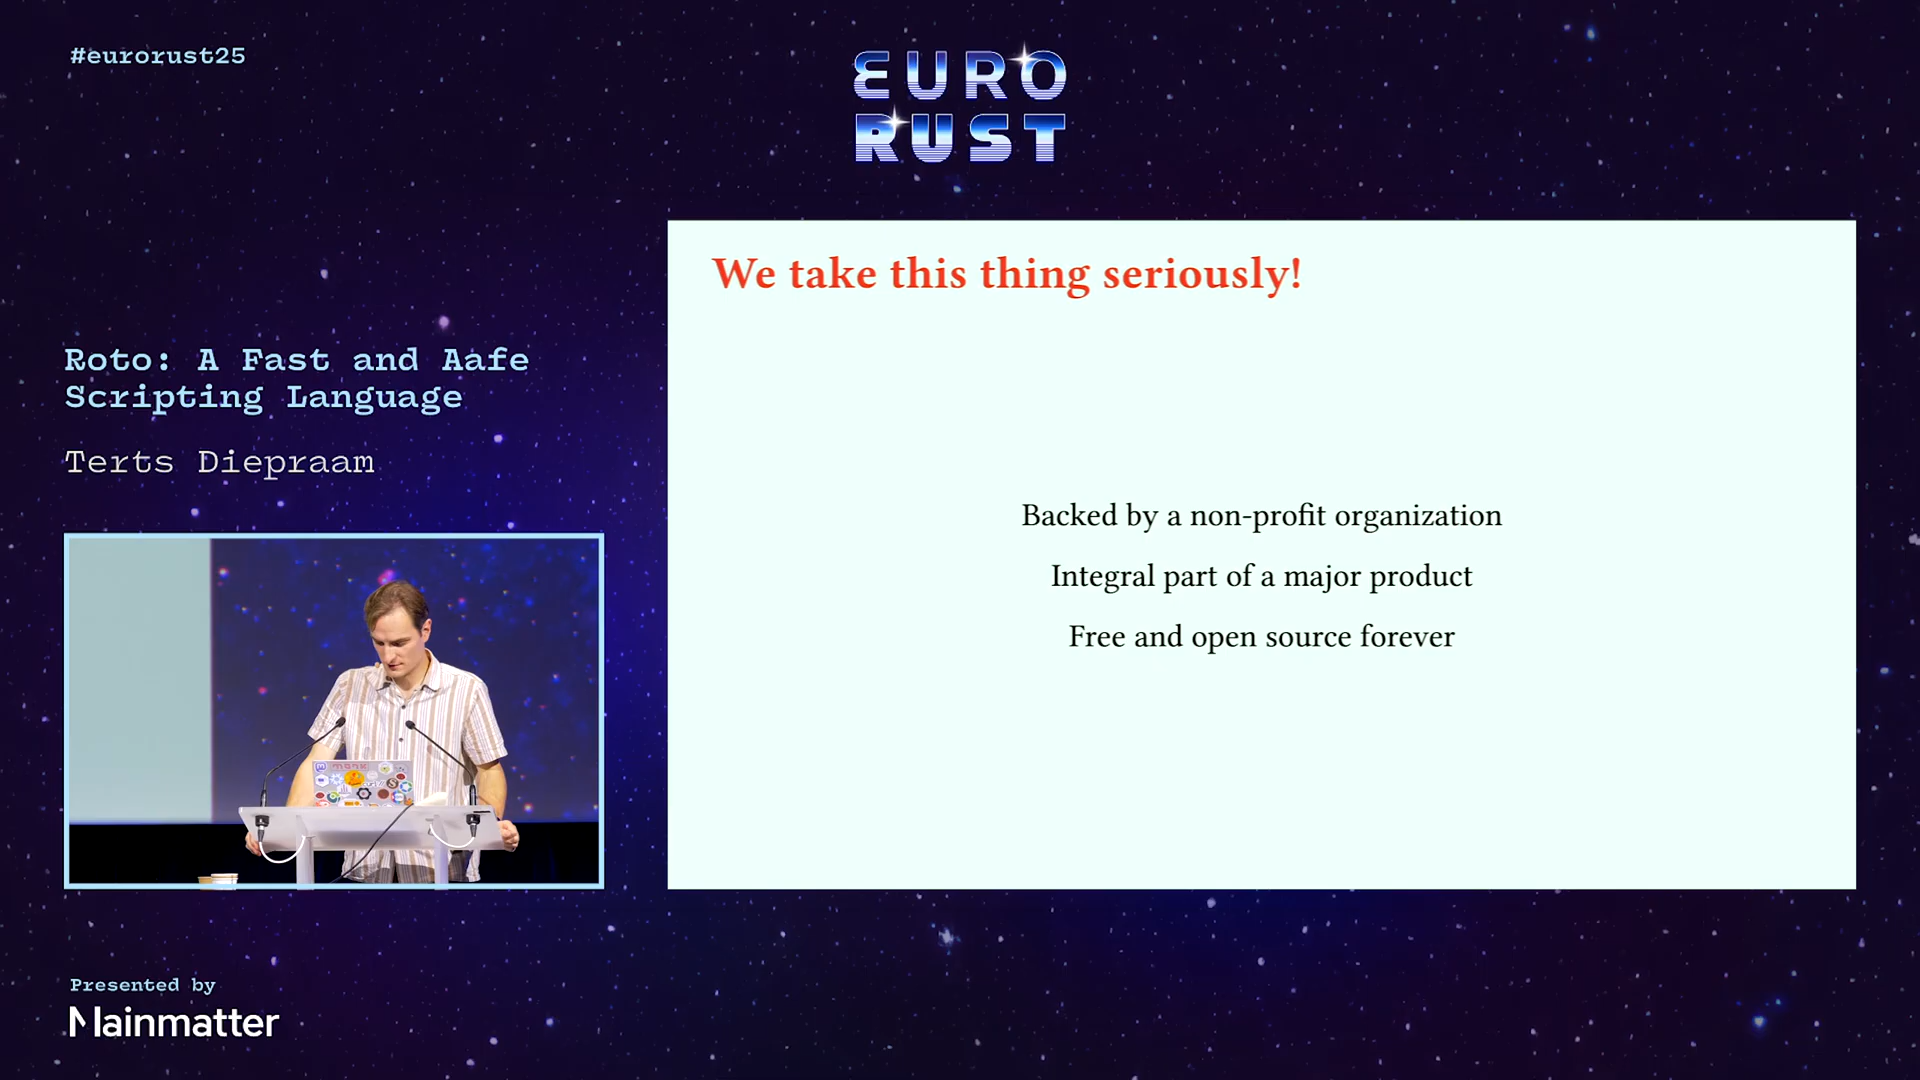 #eurorust25
EURO
RUST
Roto: A Fast and Aafe
Scripting Language
Terts Diepraam
We take this thing seriously!
Backed by a non-profit organization
Integral part of a major product
Free and open source forever
Presented by
Mainmatter